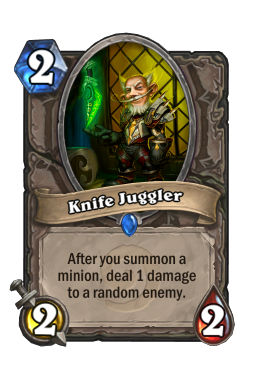 2
Knife Juggler
After you summon a
minion, deal 1 damage
to a random enemy.
2
2